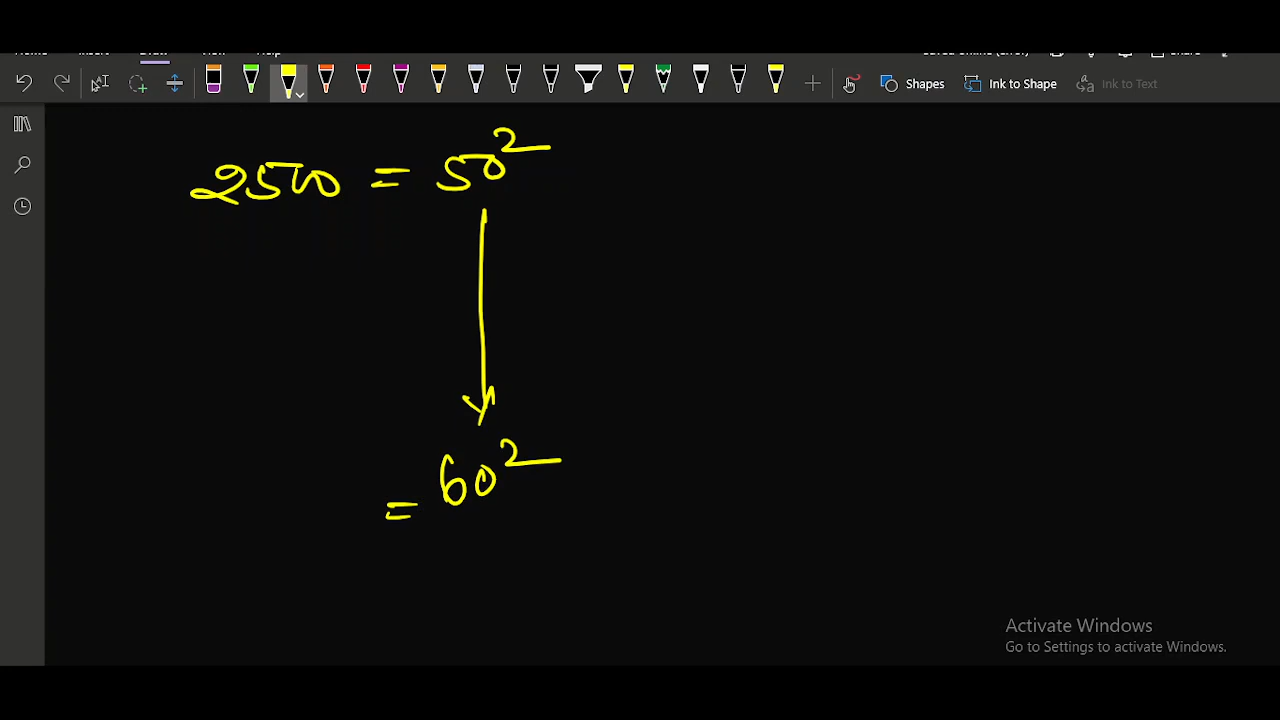 Shapes Ink to Shape Ink to Text
2500 = 50²
= 60²
Activate Windows
Go to Settings to activate Windows.